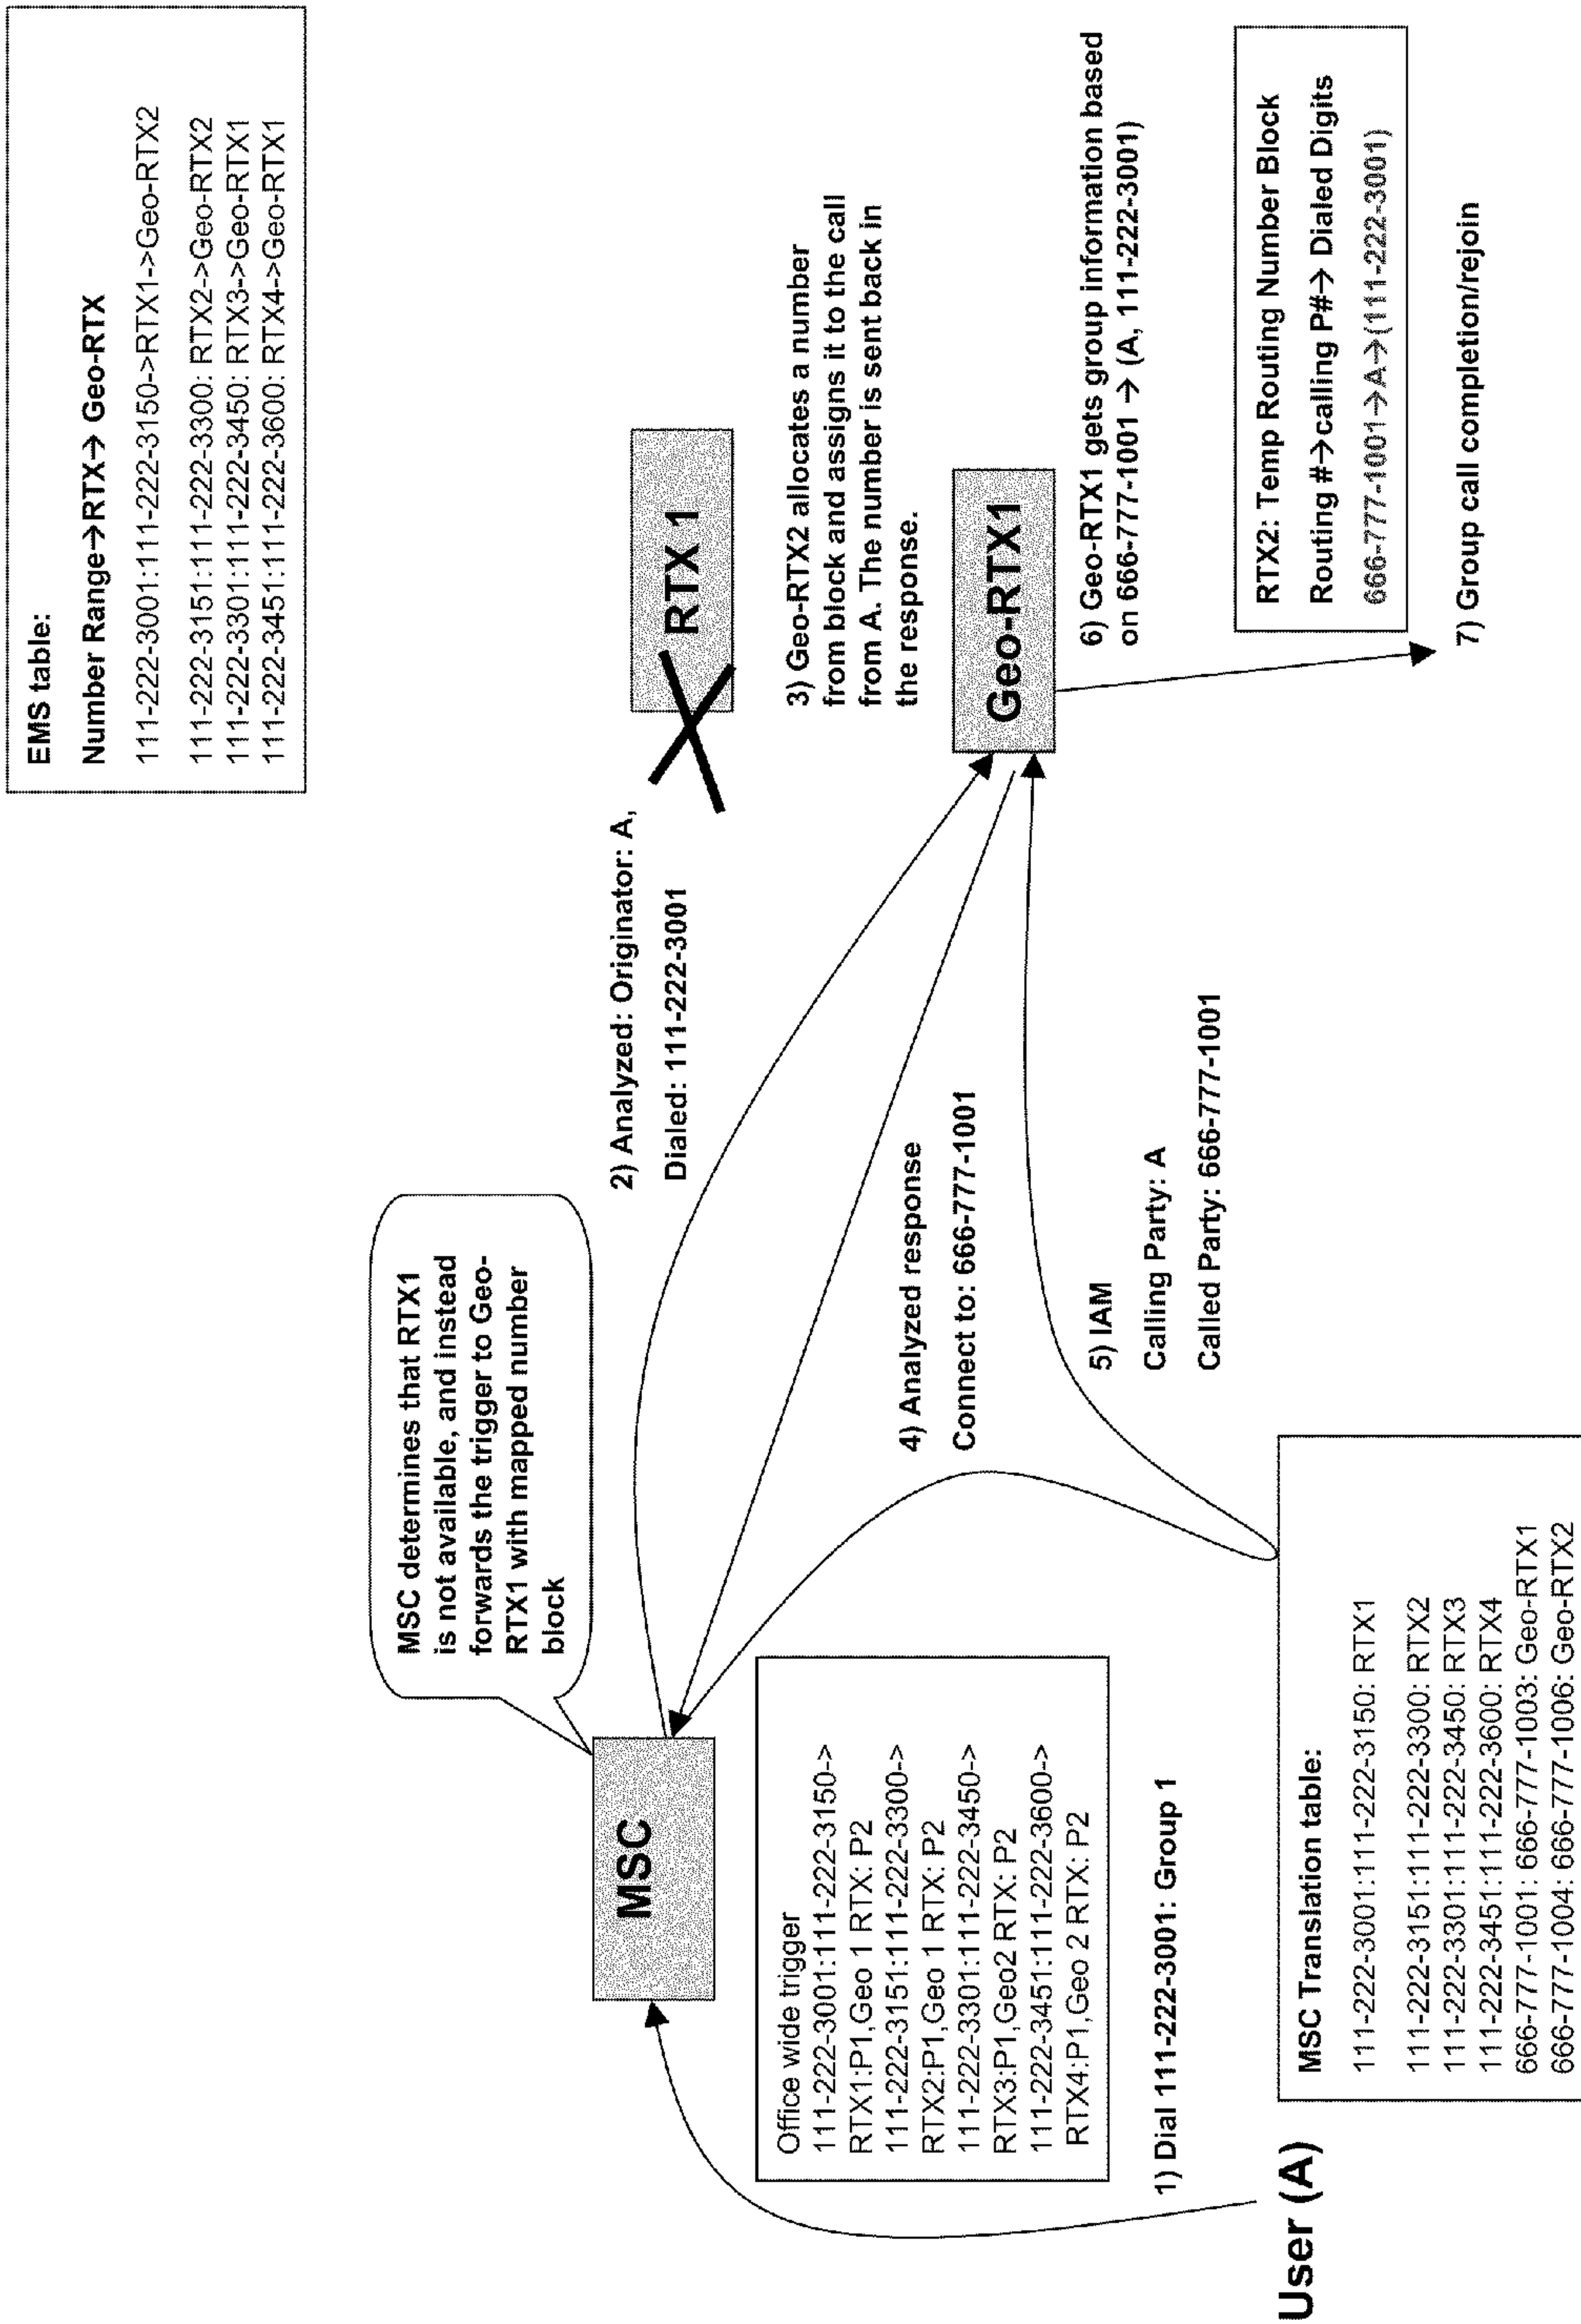 EMS table:
Number Range→RTX→ Geo-RTX
111-222-3001:111-222-3150->RTX1->Geo-RTX2
111-222-3151:111-222-3300: RTX2->Geo-RTX2
111-222-3301:111-222-3450: RTX3->Geo-RTX1
111-222-3451:111-222-3600: RTX4->Geo-RTX1
MSC determines that RTX1
is not available, and instead
forwards the trigger to Geo-
RTX1 with mapped number
block
MSC
Office wide trigger
111-222-3001:111-222-3150->
RTX1:P1,Geo 1 RTX: P2
111-222-3151:111-222-3300->
RTX2:P1,Geo 1 RTX: P2
111-222-3301:111-222-3450->
RTX3:P1,Geo2 RTX: P2
111-222-3451:111-222-3600->
RTX4:P1,Geo 2 RTX: P2
1) Dial 111-222-3001: Group 1
User (A)
2) Analyzed: Originator: A,
Dialed: 111-222-3001
RTX 1
3) Geo-RTX2 allocates a number
from block and assigns it to the call
from A. The number is sent back in
the response.
4) Analyzed response
Connect to: 666-777-1001
5) IAM
Calling Party: A
Called Party: 666-777-1001
Geo-RTX1
6) Geo-RTX1 gets group information based
on 666-777-1001 → (A, 111-222-3001)
RTX2: Temp Routing Number Block
Routing #→calling P#→ Dialed Digits
666-777-1001→A→(111-222-3001)
7) Group call completion/rejoin
MSC Translation table:
111-222-3001:111-222-3150: RTX1
111-222-3151:111-222-3300: RTX2
111-222-3301:111-222-3450: RTX3
111-222-3451:111-222-3600: RTX4
666-777-1001: 666-777-1003: Geo-RTX1
666-777-1004: 666-777-1006: Geo-RTX2